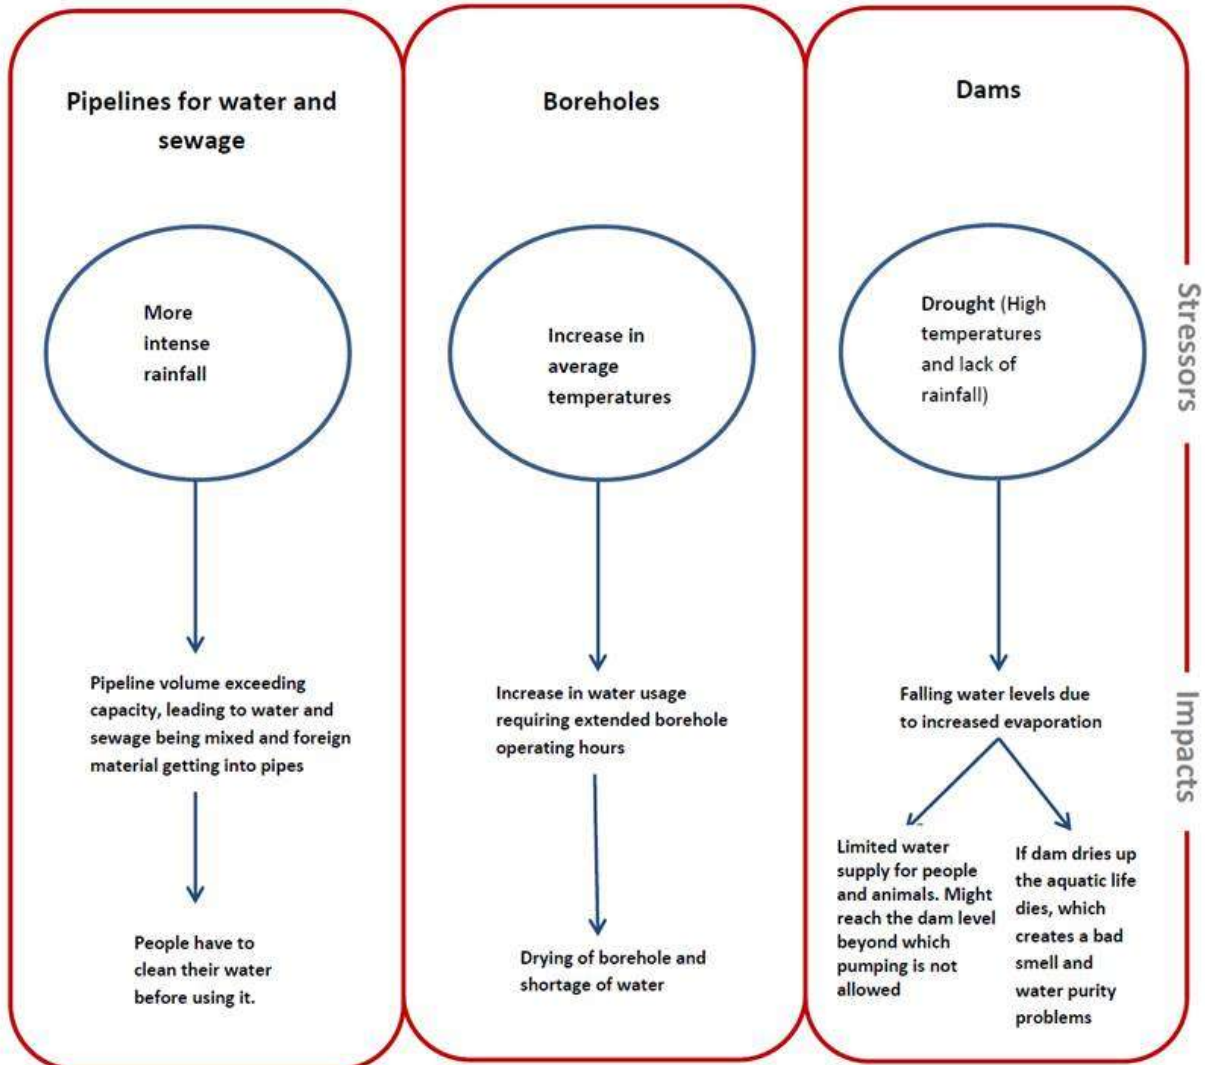 Pipelines for water and
sewage
More
intense
rainfall
Pipeline volume exceeding
capacity, leading to water and
sewage being mixed and foreign
material getting into pipes
People have to
clean their water
before using it.
Boreholes
Increase in
average
temperatures
Increase in water usage
requiring extended borehole
operating hours
Drying of borehole and
shortage of water
Dams
Drought (High
temperatures
and lack of
rainfall)
Falling water levels due
to increased evaporation
Limited water
supply for people
and animals. Might
reach the dam level
beyond which
pumping is not
allowed
If dam dries up
the aquatic life
dies, which
creates a bad
smell and
water purity
problems
Stressors
Impacts